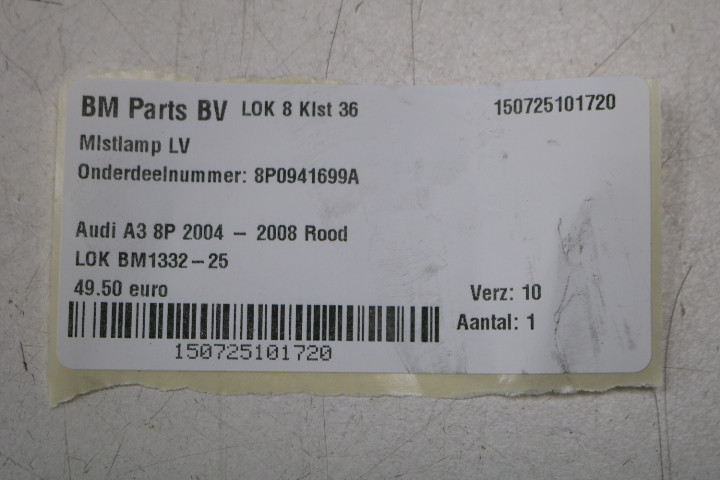 BM Parts BV LOK 8 Klst 36 150725101720
Mistlamp LV
Onderdeelnummer: 8P0941699A
Audi A3 8P 2004 - 2008 Rood
LOK BM1332-25
49.50 euro
Verz: 10
Aantal: 1
150725101720